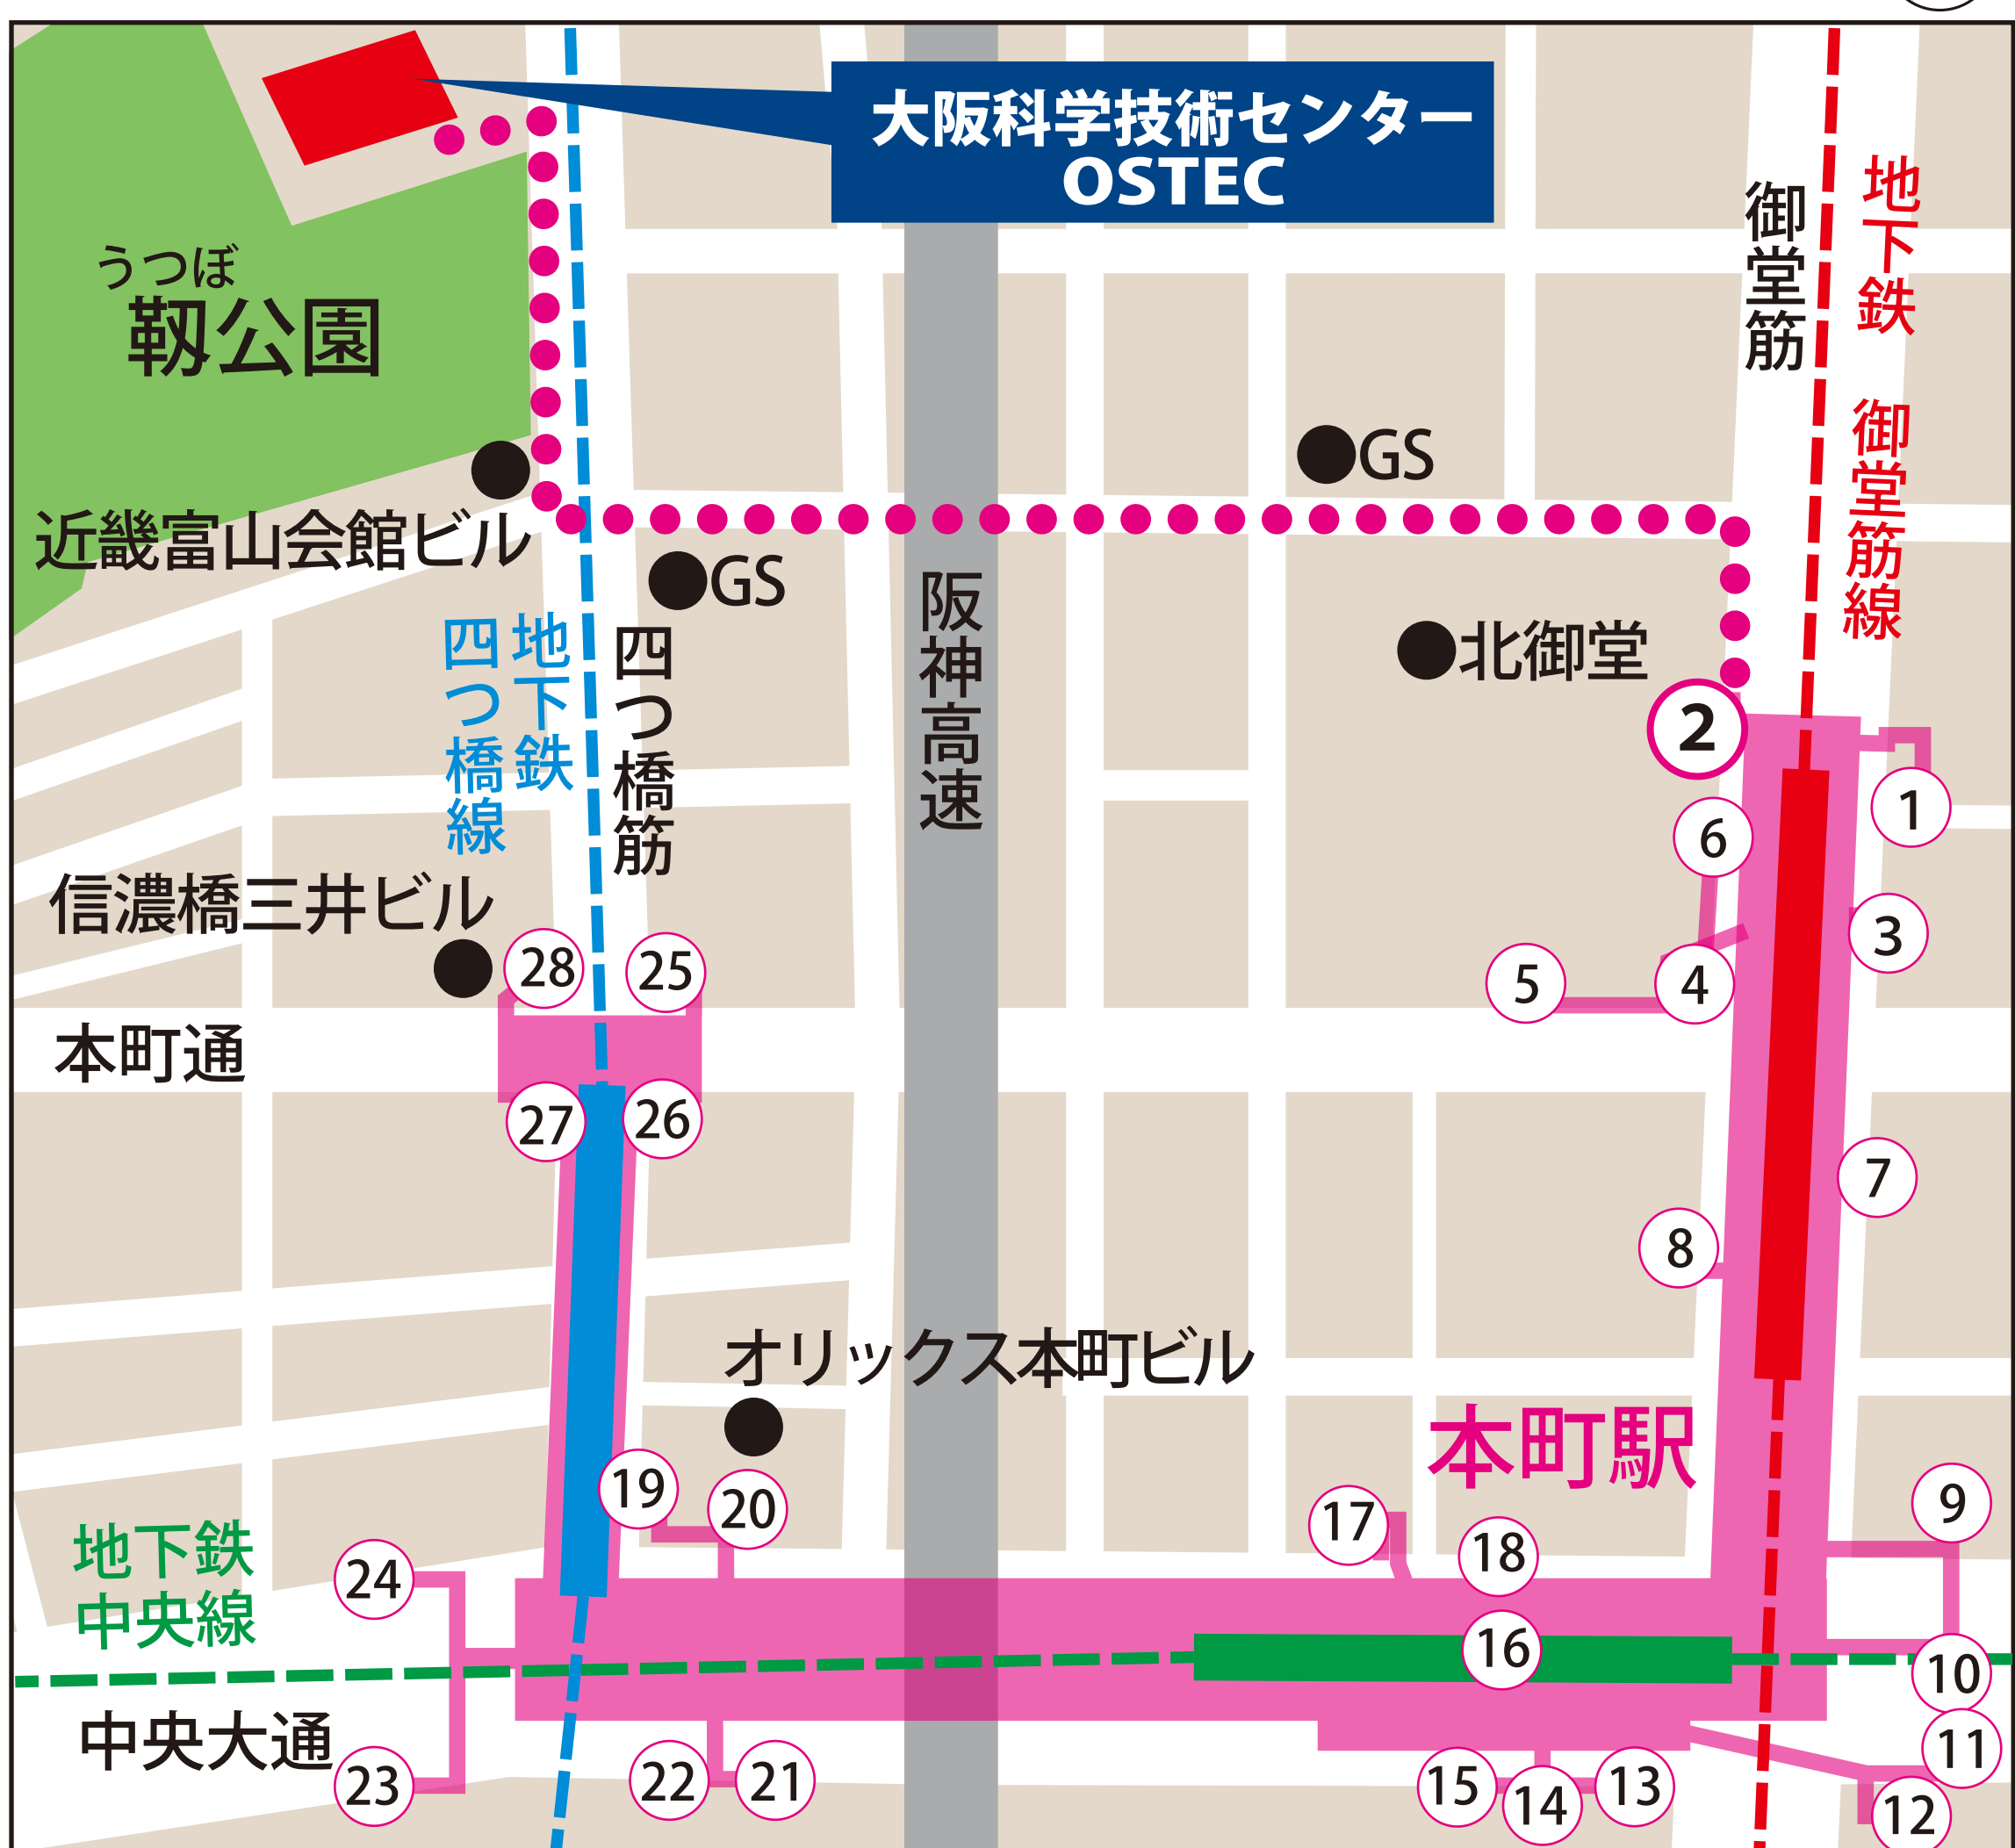 大阪科学技術センター
OSTEC
うつぼ
靭公園
御堂筋
地下鉄 御堂筋線
GS
近畿富山会館ビル
GS
阪神高速
北御堂
地下鉄
四つ橋線
四つ橋筋
2
1
6
3
信濃橋三井ビル
28
25
5
4
本町通
27
26
7
8
オリックス本町ビル
本町駅
19
20
17
18
9
地下鉄
中央線
24
16
10
中央大通
11
23
22
21
15
14
13
12